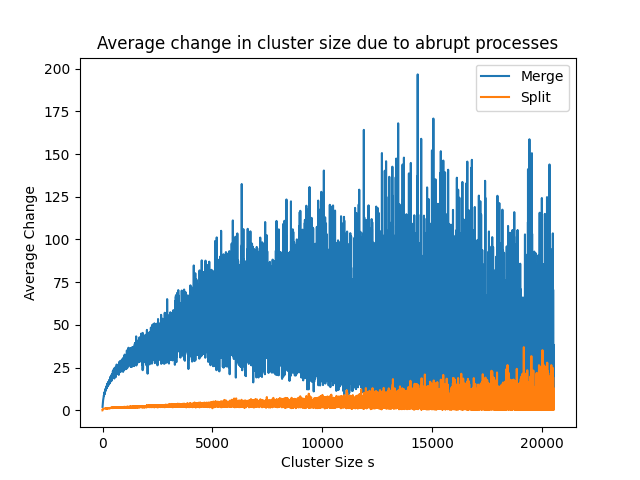 Average change in cluster size due to abrupt processes
Merge
Split
200
175
150
125
100
75
50
25
0
Average Change
0
5000
10000
15000
20000
Cluster Size s